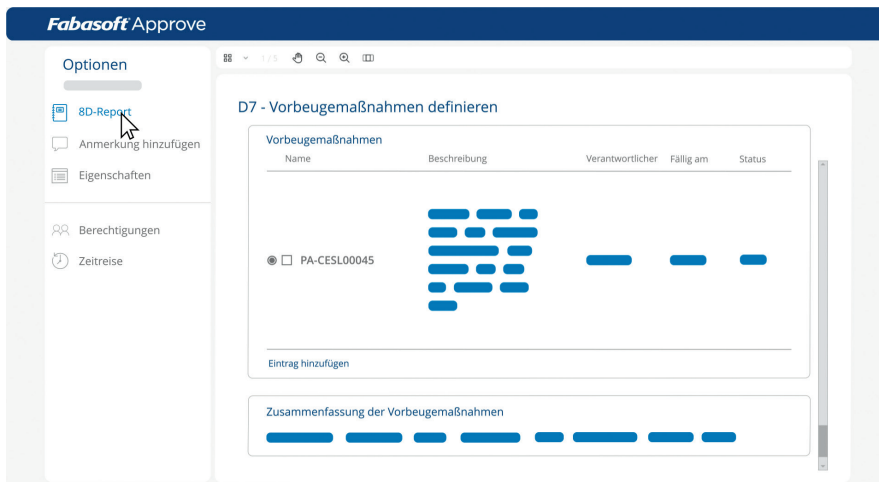 Fabasoft Approve
Optionen
8D-Report
Anmerkung hinzufügen
Eigenschaften
Berechtigungen
Zeitreise
1/5
D7 - Vorbeugemaßnahmen definieren
Vorbeugemaßnahmen
Name Beschreibung Verantwortlicher Fällig am Status
PA-CESL00045
Eintrag hinzufügen
Zusammenfassung der Vorbeugemaßnahmen